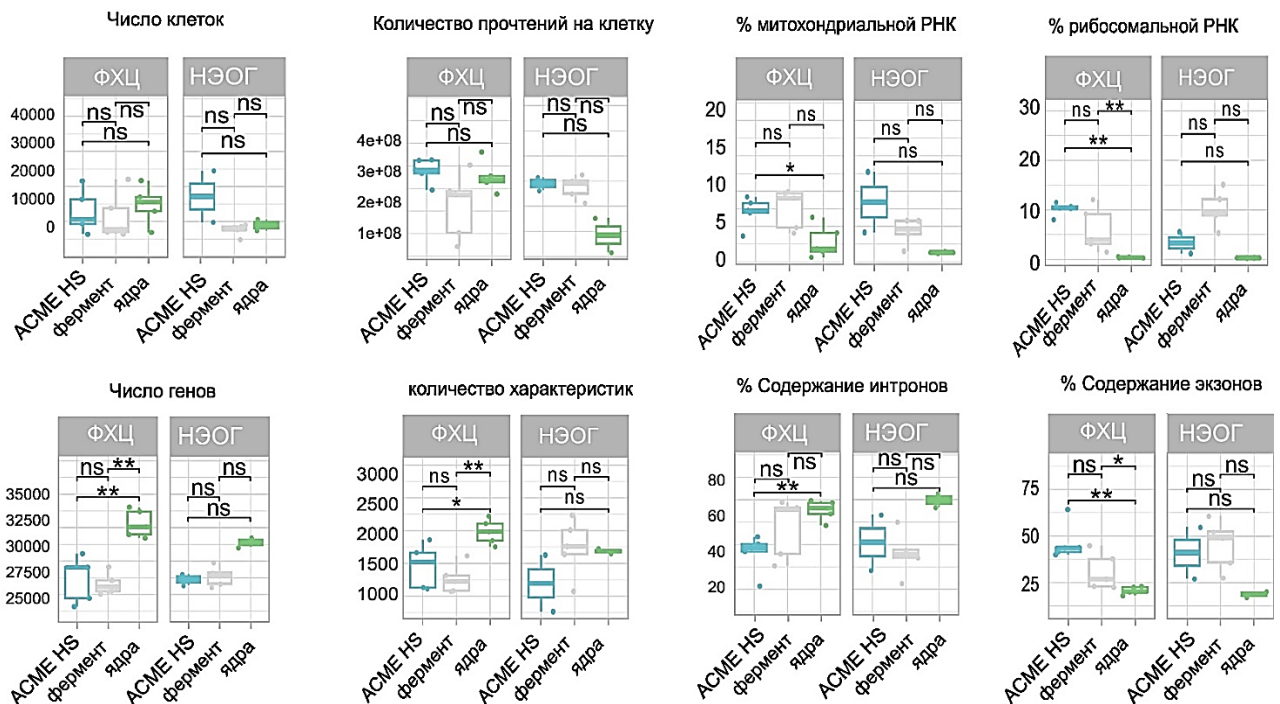 Число клеток
ФХЦ
НЭОГ
40000
30000
20000
10000
0
ns
ns
ns
ns
ns
ns
ACME HS
фермент
ядра
ACME HS
фермент
ядра
Количество прочтений на клетку
ФХЦ
НЭОГ
4e+08
3e+08
2e+08
1e+08
ns
ns
ns
ns
ns
ns
ACME HS
фермент
ядра
ACME HS
фермент
ядра
% митохондриальной РНК
ФХЦ
НЭОГ
20
15
10
5
0
ns
ns
*
ns
ns
ns
ACME HS
фермент
ядра
ACME HS
фермент
ядра
% рибосомальной РНК
ФХЦ
НЭОГ
30
20
10
0
ns
**
**
ns
ns
ns
ACME HS
фермент
ядра
ACME HS
фермент
ядра
Число генов
ФХЦ
НЭОГ
35000
32500
30000
27500
25000
ns
**
**
ns
ns
ns
ACME HS
фермент
ядра
ACME HS
фермент
ядра
количество характеристик
ФХЦ
НЭОГ
3000
2500
2000
1500
1000
ns
**
*
ns
ns
ns
ACME HS
фермент
ядра
ACME HS
фермент
ядра
% Содержание интронов
ФХЦ
НЭОГ
80
60
40
20
ns
ns
**
ns
ns
ns
ACME HS
фермент
ядра
ACME HS
фермент
ядра
% Содержание экзонов
ФХЦ
НЭОГ
75
50
25
ns
*
**
ns
ns
ns
ACME HS
фермент
ядра
ACME HS
фермент
ядра